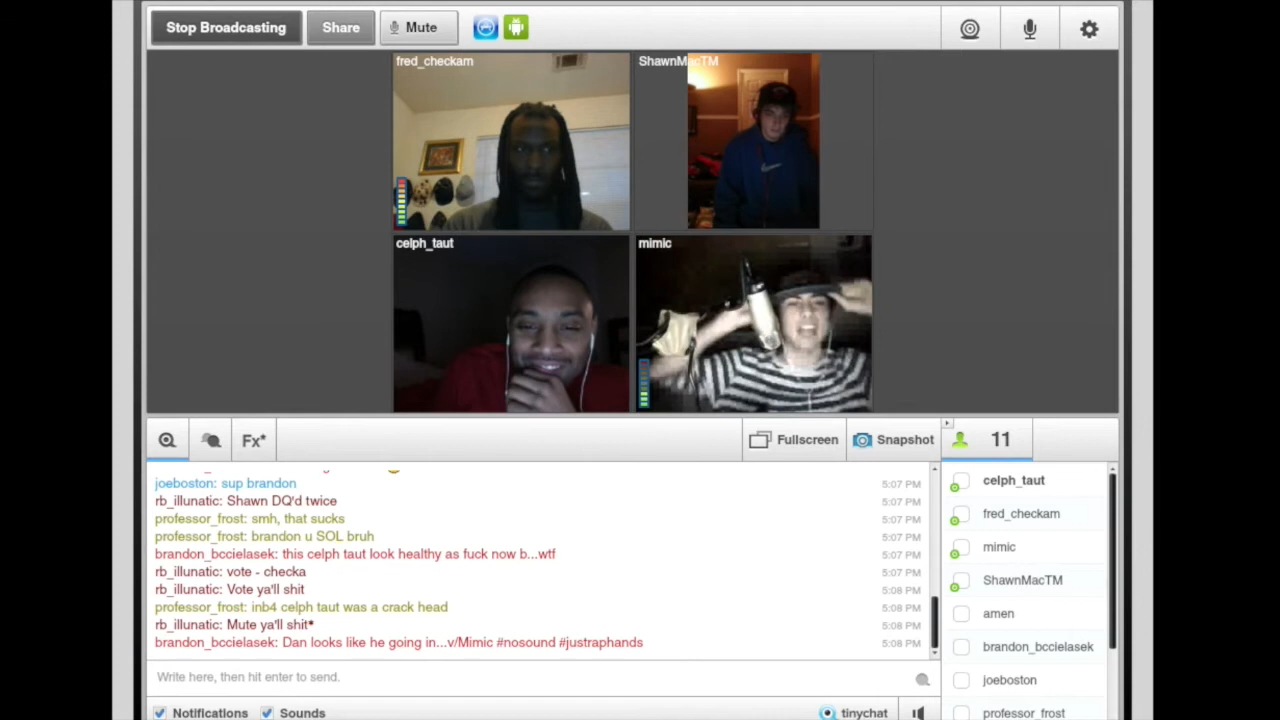 Stop Broadcasting
Share
Mute
fred_checkam
ShawnMacTM
celph_taut
mimic
Fx*
Fullscreen
Snapshot
11
joeboston: sup brandon 5:07 PM
rb_illunatic: Shawn DQ'd twice 5:07 PM
professor_frost: smh, that sucks 5:07 PM
professor_frost: brandon u SOL bruh 5:07 PM
brandon_bccielasek: this celph taut look healthy as fuck now b...wtf 5:07 PM
rb_illunatic: vote - checka 5:07 PM
rb_illunatic: Vote ya'll shit 5:08 PM
professor_frost: inb4 celph taut was a crack head 5:08 PM
rb_illunatic: Mute ya'll shit* 5:08 PM
brandon_bccielasek: Dan looks like he going in...v/Mimic #nosound #justraphands 5:08 PM
celph_taut
fred_checkam
mimic
ShawnMacTM
amen
brandon_bccielasek
joeboston
professor_frost
Write here, then hit enter to send.
Notifications
Sounds
tinychat